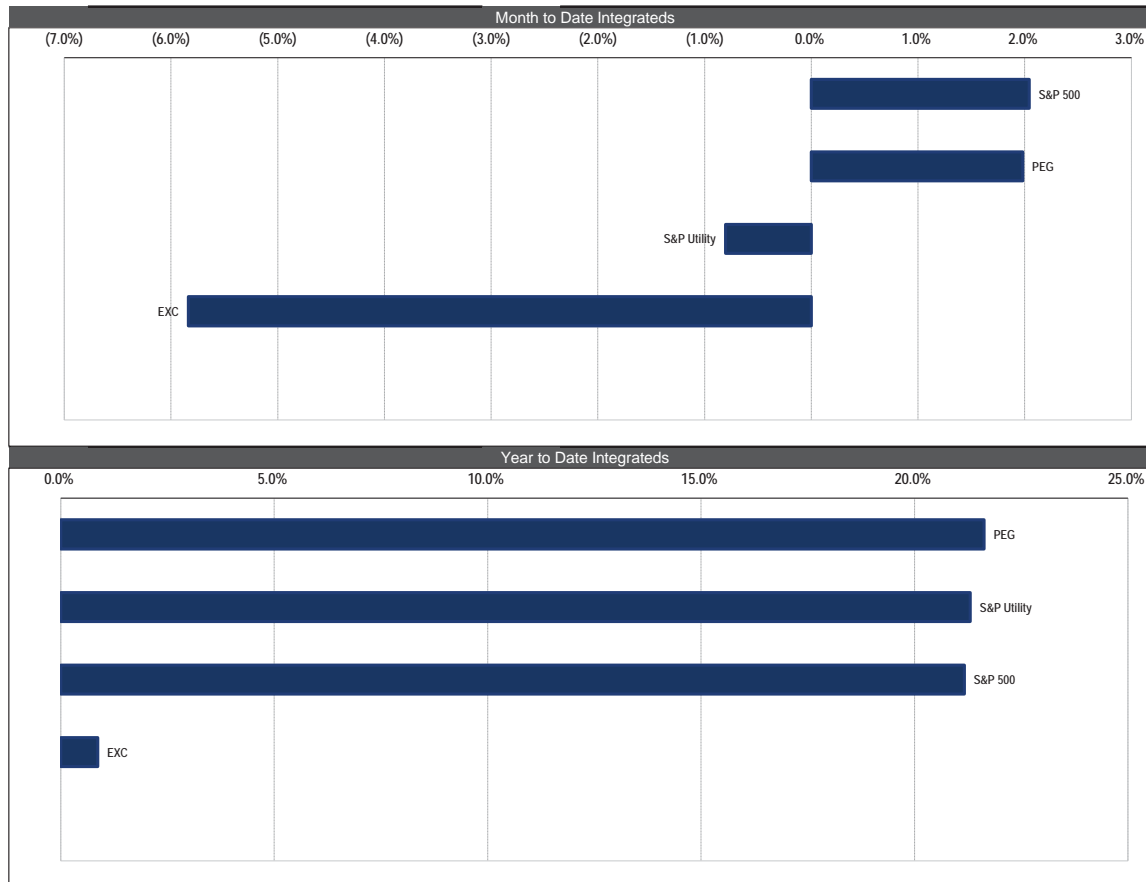 Month to Date Integrateds
(7.0%) (6.0%) (5.0%) (4.0%) (3.0%) (2.0%) (1.0%) 0.0% 1.0% 2.0% 3.0%
S&P 500
PEG
S&P Utility
EXC
Year to Date Integrateds
0.0% 5.0% 10.0% 15.0% 20.0% 25.0%
PEG
S&P Utility
S&P 500
EXC